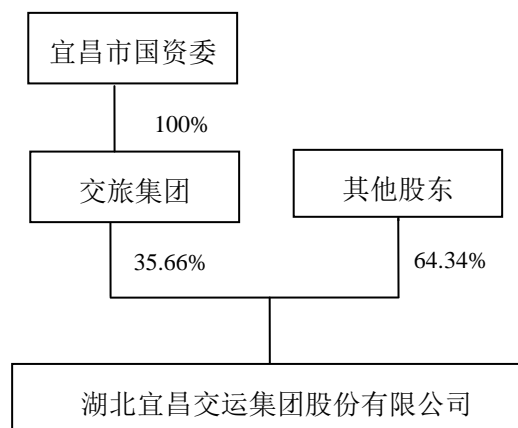 宜昌市国资委
100%
交旅集团
其他股东
35.66%
64.34%
湖北宜昌交运集团股份有限公司